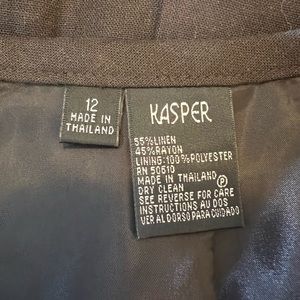 12
MADE IN
THAILAND
KASPER
55%LINEN
45%RAYON
LINING:100%POLYESTER
RN 50610
MADE IN THAILAND
DRY CLEAN P
SEE REVERSE FOR CARE
INSTRUCTIONS AU DOS
VER AL DORSO PARA CUIDADO